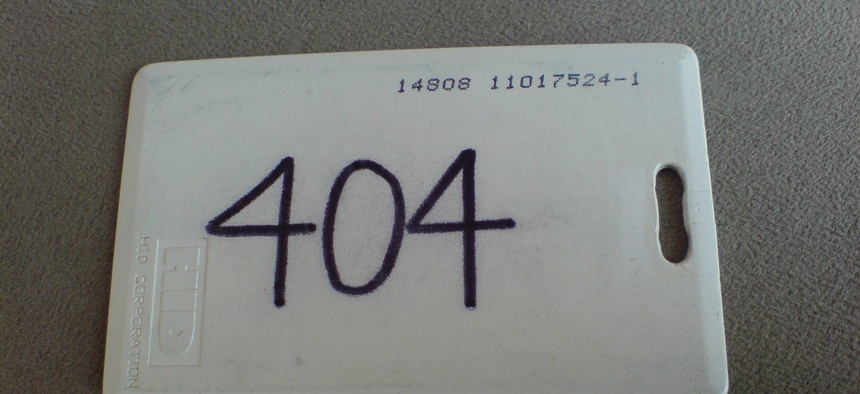 14808 11017524-1
404
HID
HID CORPORATION